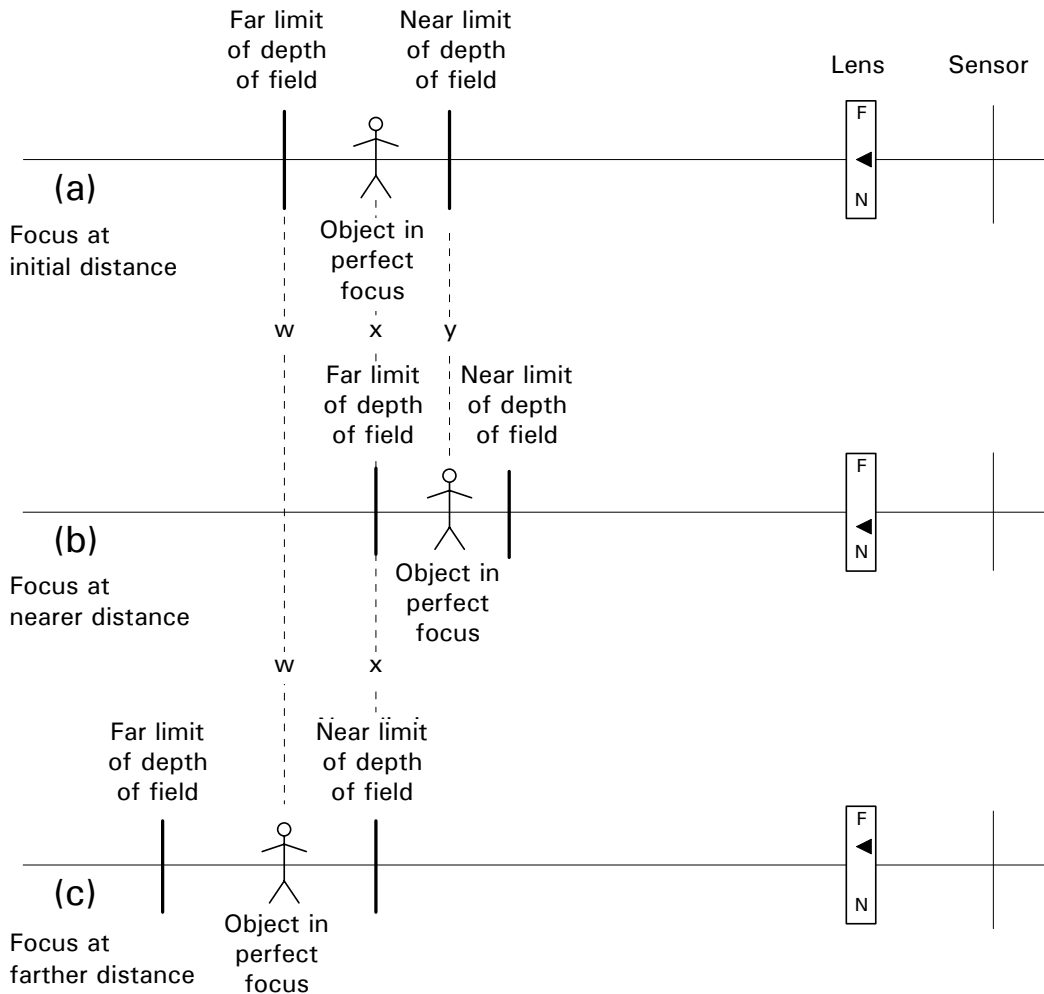 Far limit
of depth
of field
Near limit
of depth
of field
Lens
Sensor
F
N
(a)
Focus at
initial distance
Object in
perfect
focus
w
x
y
Far limit
of depth
of field
Near limit
of depth
of field
F
N
(b)
Focus at
nearer distance
Object in
perfect
focus
w
x
Far limit
of depth
of field
Near limit
of depth
of field
F
N
(c)
Focus at
farther distance
Object in
perfect
focus